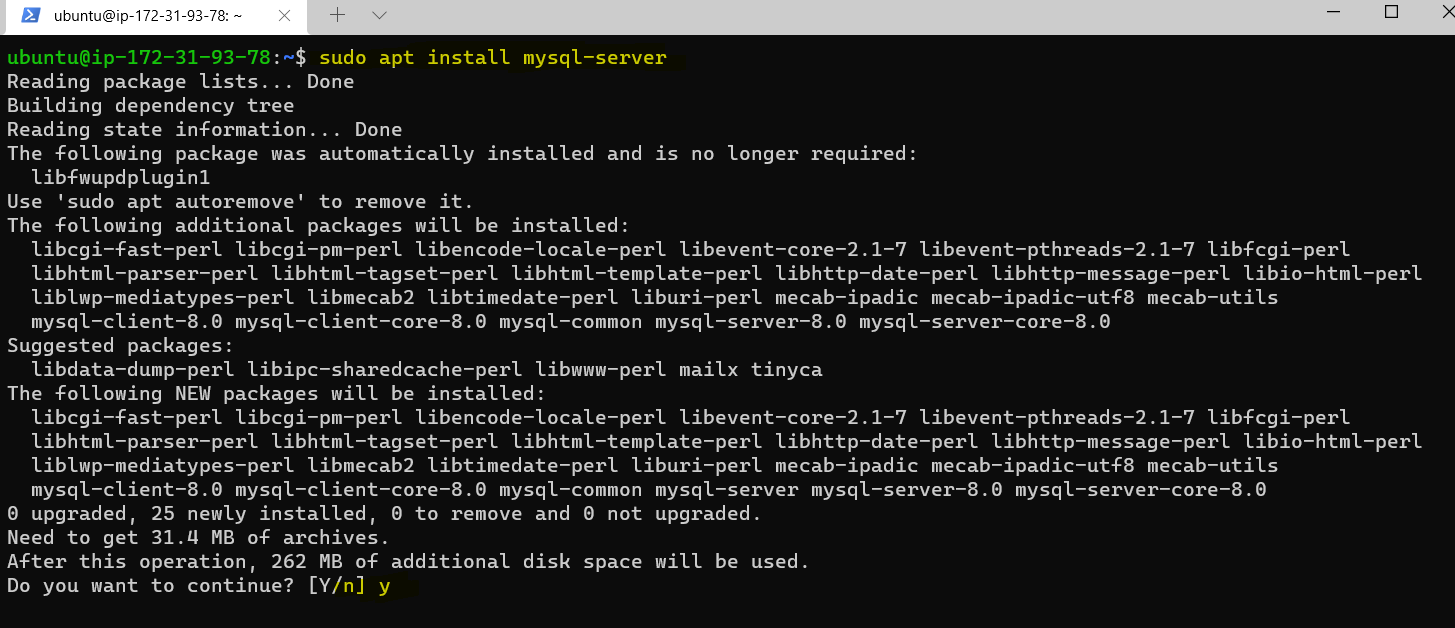 ubuntu@ip-172-31-93-78: ~
ubuntu@ip-172-31-93-78:~$ sudo apt install mysql-server
Reading package lists... Done
Building dependency tree
Reading state information... Done
The following package was automatically installed and is no longer required:
  libfwupdplugin1
Use 'sudo apt autoremove' to remove it.
The following additional packages will be installed:
  libcgi-fast-perl libcgi-pm-perl libencode-locale-perl libevent-core-2.1-7 libevent-pthreads-2.1-7 libfcgi-perl
  libhtml-parser-perl libhtml-tagset-perl libhtml-template-perl libhttp-date-perl libhttp-message-perl libio-html-perl
  liblwp-mediatypes-perl libmecab2 libtimedate-perl liburi-perl mecab-ipadic mecab-ipadic-utf8 mecab-utils
  mysql-client-8.0 mysql-client-core-8.0 mysql-common mysql-server-8.0 mysql-server-core-8.0
Suggested packages:
  libdata-dump-perl libipc-sharedcache-perl libwww-perl mailx tinyca
The following NEW packages will be installed:
  libcgi-fast-perl libcgi-pm-perl libencode-locale-perl libevent-core-2.1-7 libevent-pthreads-2.1-7 libfcgi-perl
  libhtml-parser-perl libhtml-tagset-perl libhtml-template-perl libhttp-date-perl libhttp-message-perl libio-html-perl
  liblwp-mediatypes-perl libmecab2 libtimedate-perl liburi-perl mecab-ipadic mecab-ipadic-utf8 mecab-utils
  mysql-client-8.0 mysql-client-core-8.0 mysql-common mysql-server mysql-server-8.0 mysql-server-core-8.0
0 upgraded, 25 newly installed, 0 to remove and 0 not upgraded.
Need to get 31.4 MB of archives.
After this operation, 262 MB of additional disk space will be used.
Do you want to continue? [Y/n] y